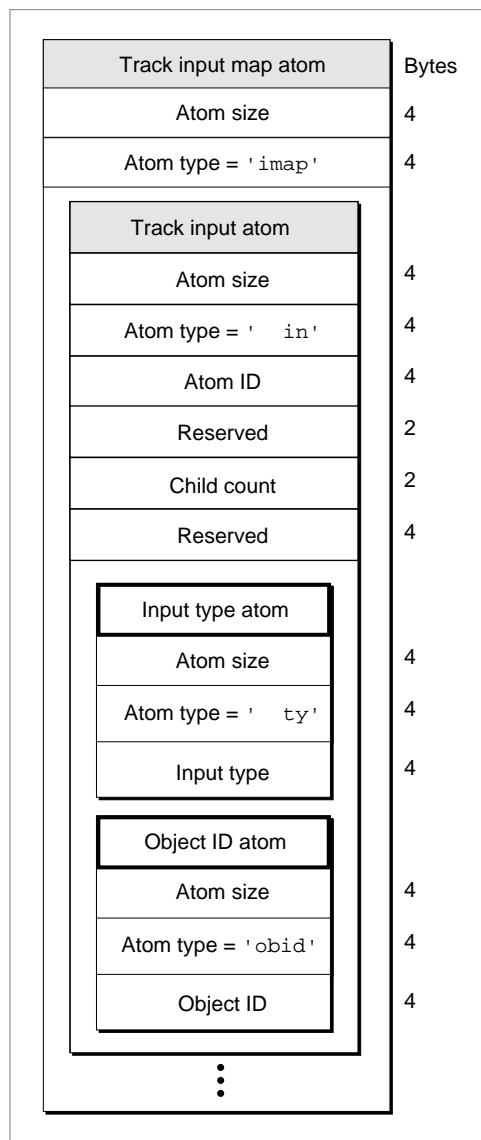 Track input map atom Bytes
Atom size 4
Atom type = 'imap' 4
Track input atom
Atom size 4
Atom type = '  in' 4
Atom ID 4
Reserved 2
Child count 2
Reserved 4
Input type atom
Atom size 4
Atom type = '  ty' 4
Input type 4
Object ID atom
Atom size 4
Atom type = 'obid' 4
Object ID 4